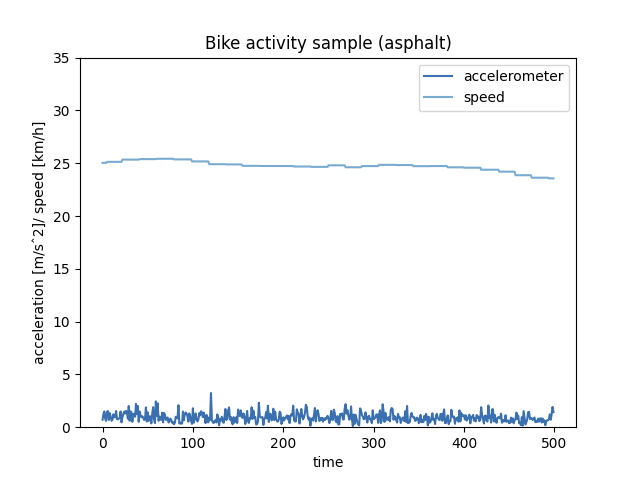 Bike activity sample (asphalt)
accelerometer
speed
acceleration [m/sˆ2]/ speed [km/h]
35
30
25
20
15
10
5
0
0 100 200 300 400 500
time